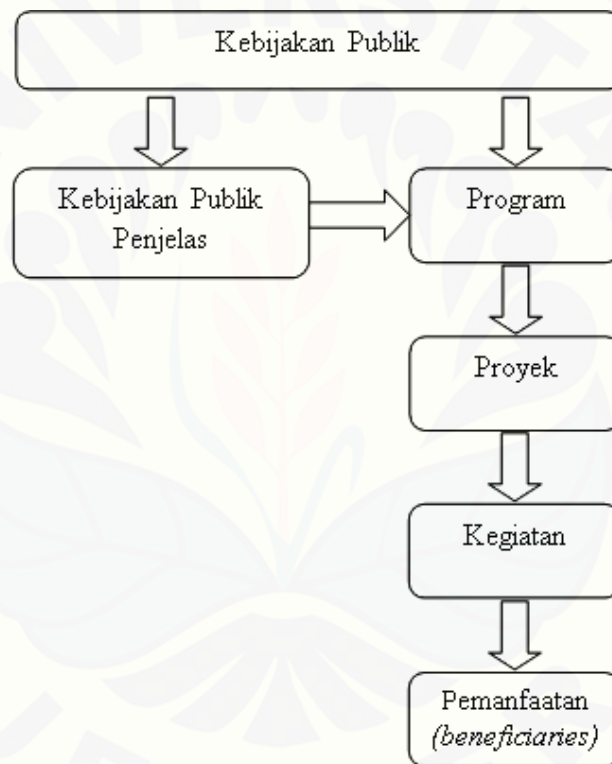 Kebijakan Publik
Kebijakan Publik
Penjelas
Program
Proyek
Kegiatan
Pemanfaatan
(beneficiaries)